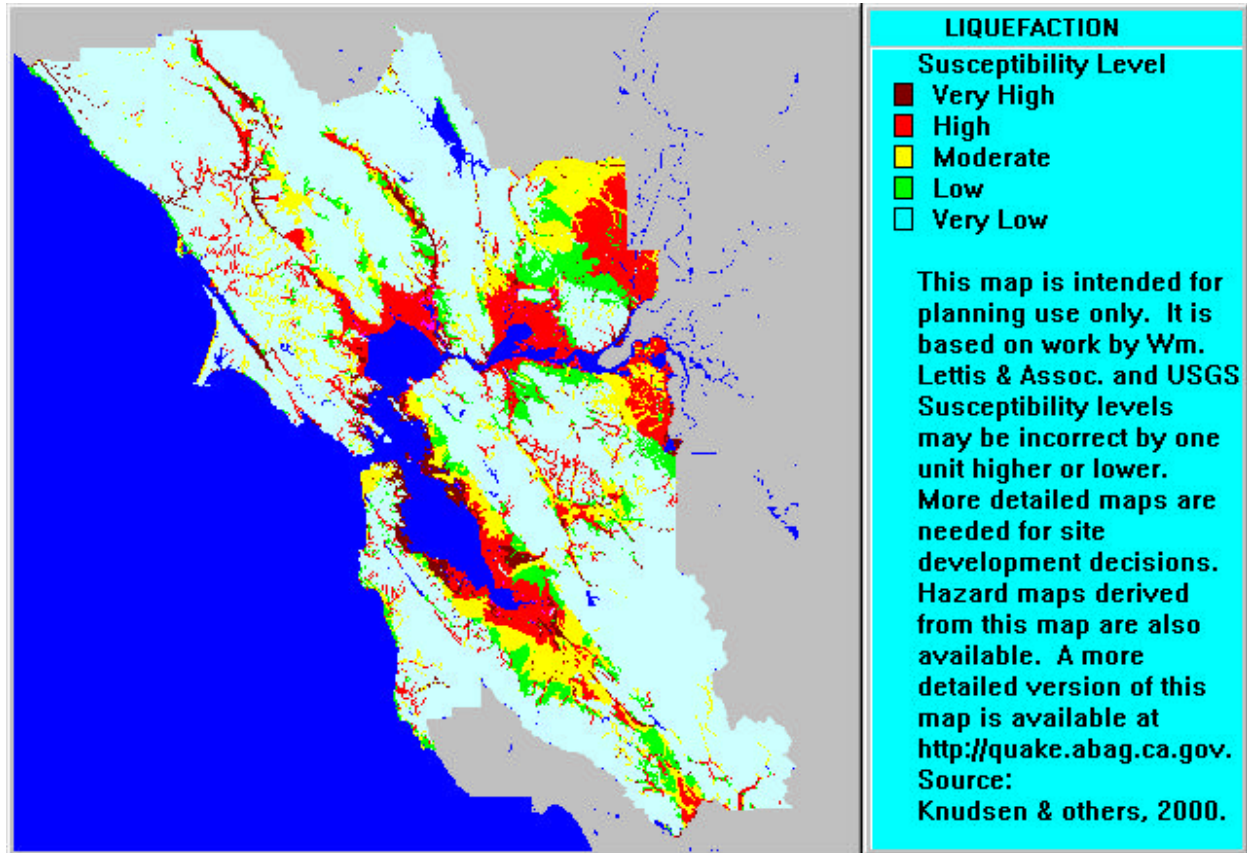 LIQUEFACTION
Susceptibility Level
Very High
High
Moderate
Low
Very Low
This map is intended for
planning use only. It is
based on work by Wm.
Lettis & Assoc. and USGS
Susceptibility levels
may be incorrect by one
unit higher or lower.
More detailed maps are
needed for site
development decisions.
Hazard maps derived
from this map are also
available. A more
detailed version of this
map is available at
http://quake.abag.ca.gov.
Source:
Knudsen & others, 2000.